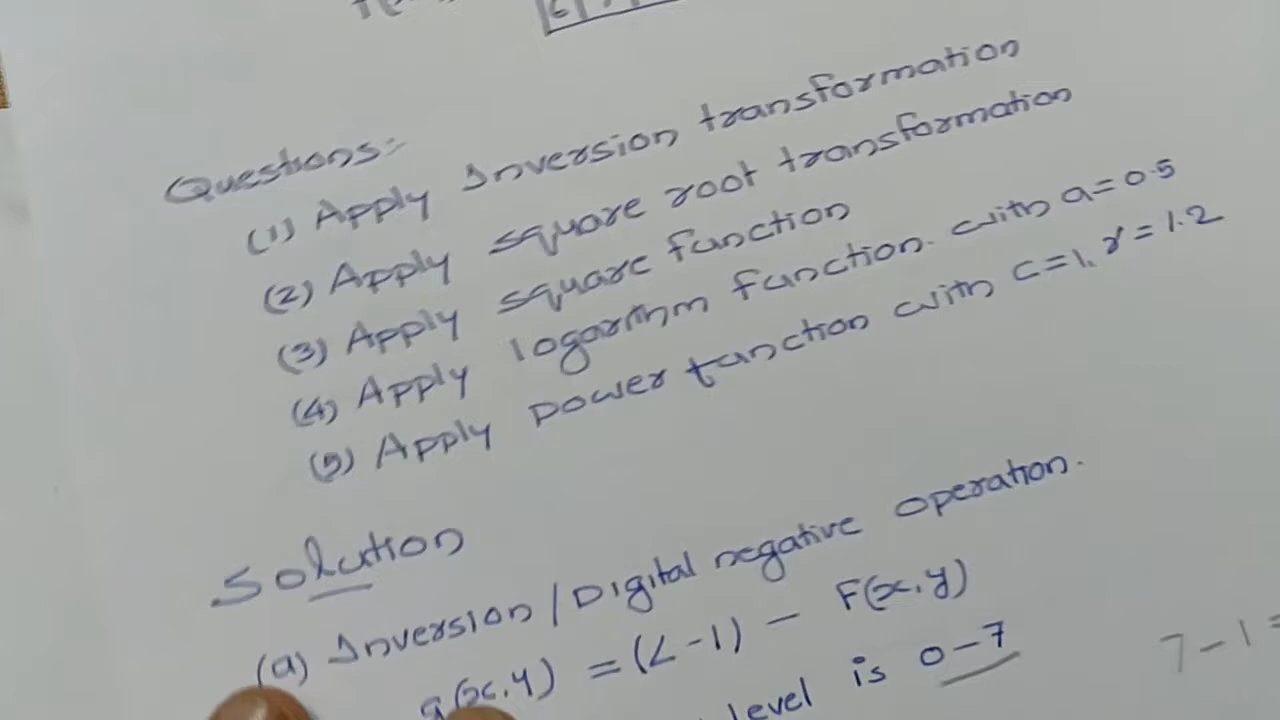 Questions:-
(1) Apply Inversion transformation
(2) Apply square root transformation
(3) Apply square function
(4) Apply logarithm function. with a=0.5
(5) Apply power function with c=1, r=1.2
Solution
(a) Inversion / Digital negative operation.
g(x,y) = (L-1) - F(x,y)
level is 0-7
7-1=